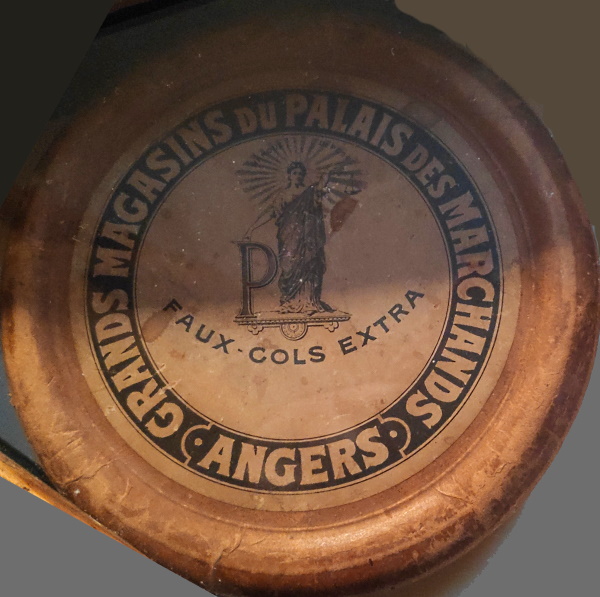 GRANDS MAGASINS DU PALAIS DES MARCHANDS
P
FAUX-COLS EXTRA
ANGERS